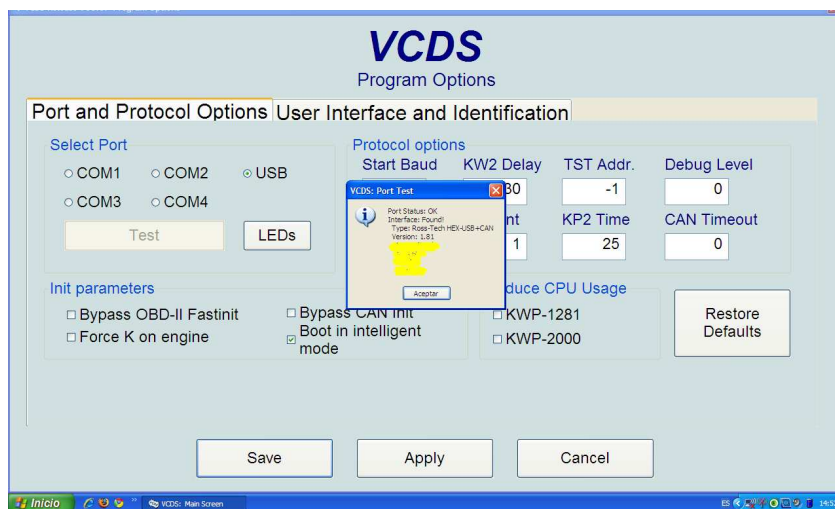 VCDS
Program Options
Port and Protocol Options
User Interface and Identification
Select Port
COM1
COM2
USB
COM3
COM4
Test
LEDs
Protocol options
Start Baud
KW2 Delay
TST Addr.
Debug Level
30
-1
0
nt
KP2 Time
CAN Timeout
1
25
0
VCDS: Port Test
Port Status: OK
Interface: Found!
Type: Ross-Tech HEX-USB+CAN
Version: 1.81
Aceptar
Init parameters
Bypass OBD-II Fastinit
Bypass CAN Init
Force K on engine
Boot in intelligent
mode
duce CPU Usage
KWP-1281
KWP-2000
Restore
Defaults
Save
Apply
Cancel
Inicio
VCDS: Main Screen
ES
14:52